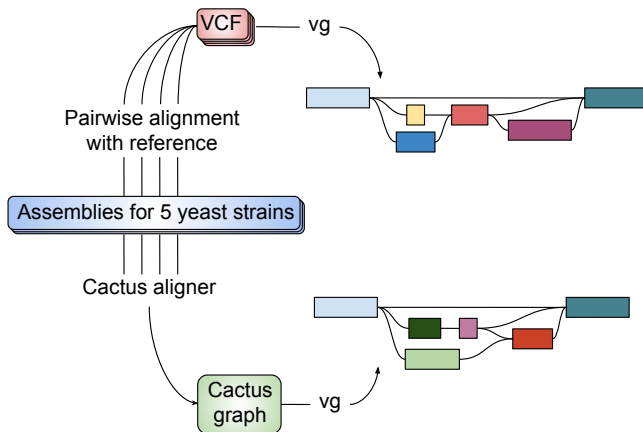 VCF
vg
Pairwise alignment
with reference
Assemblies for 5 yeast strains
Cactus aligner
Cactus
graph
vg